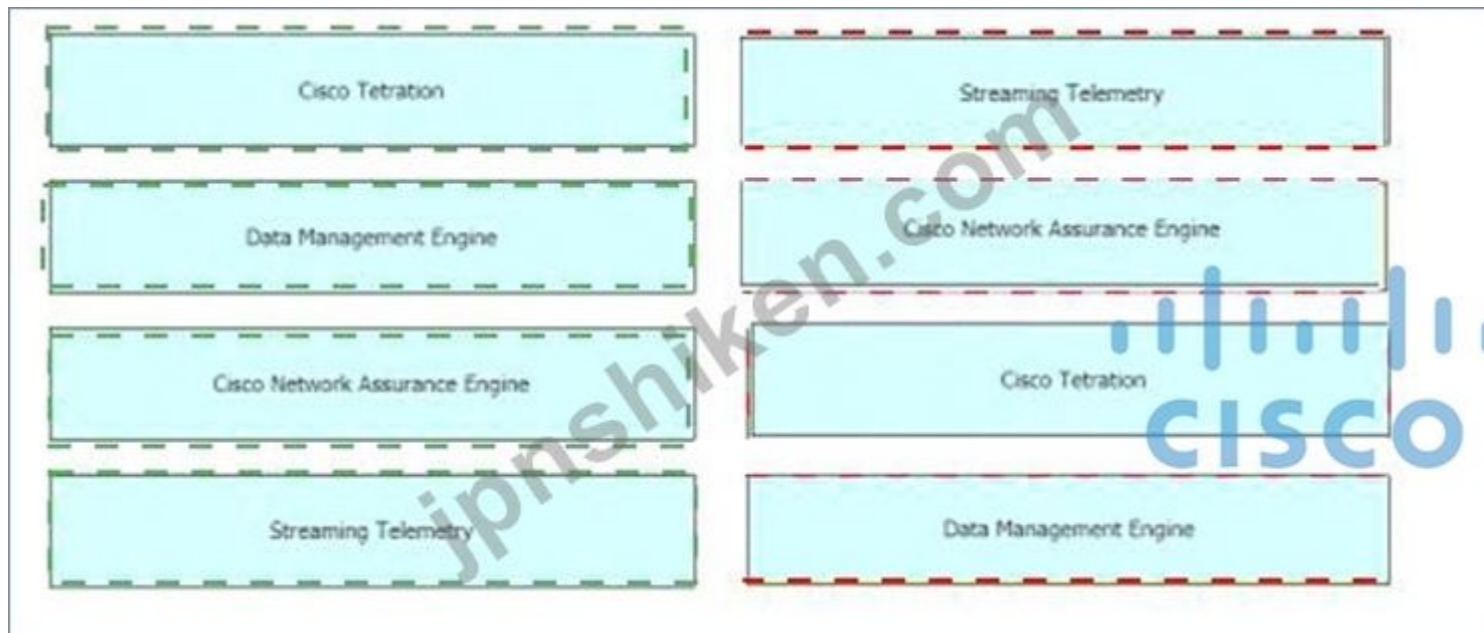 Cisco Tetration
Streaming Telemetry
Data Management Engine
Cisco Network Assurance Engine
Cisco Network Assurance Engine
Cisco Tetration
Streaming Telemetry
Data Management Engine
jpnshiken.com
CISCO